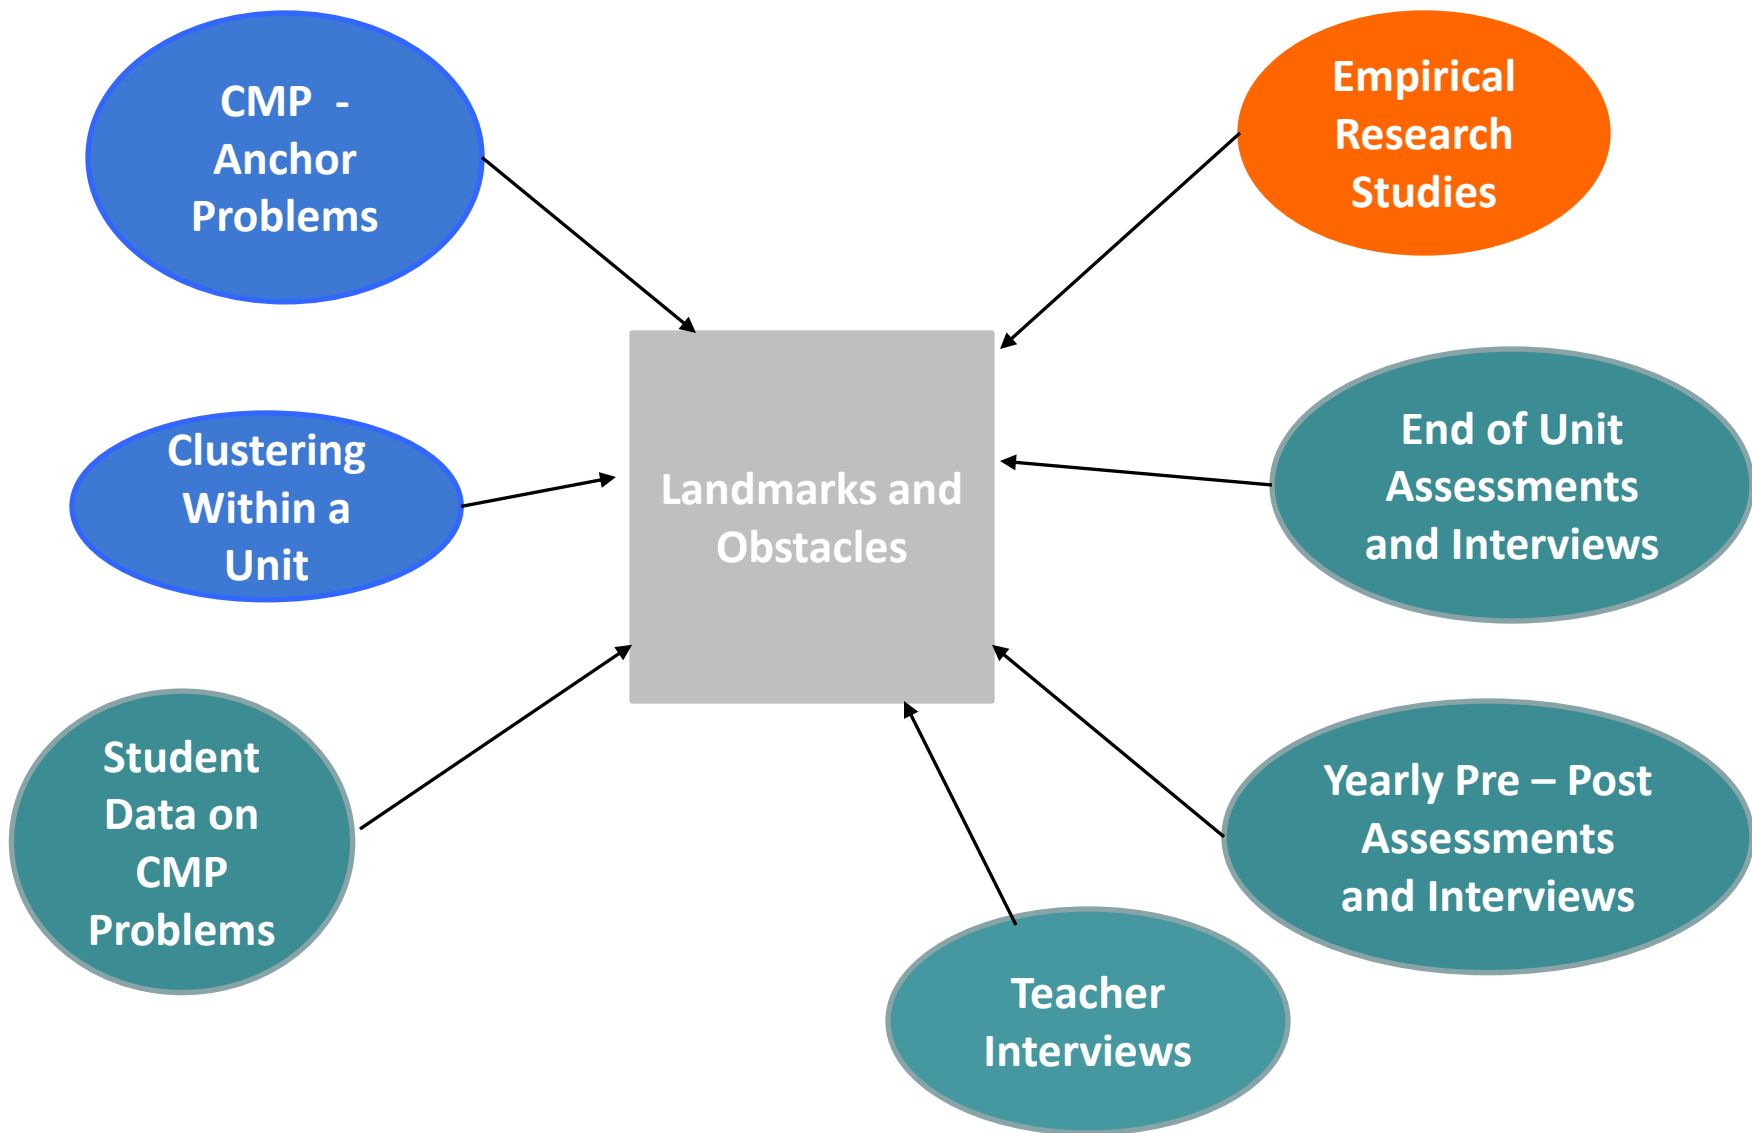 CMP -
Anchor
Problems
Empirical
Research
Studies
Clustering
Within a
Unit
Landmarks and
Obstacles
End of Unit
Assessments
and Interviews
Student
Data on
CMP
Problems
Yearly Pre – Post
Assessments
and Interviews
Teacher
Interviews